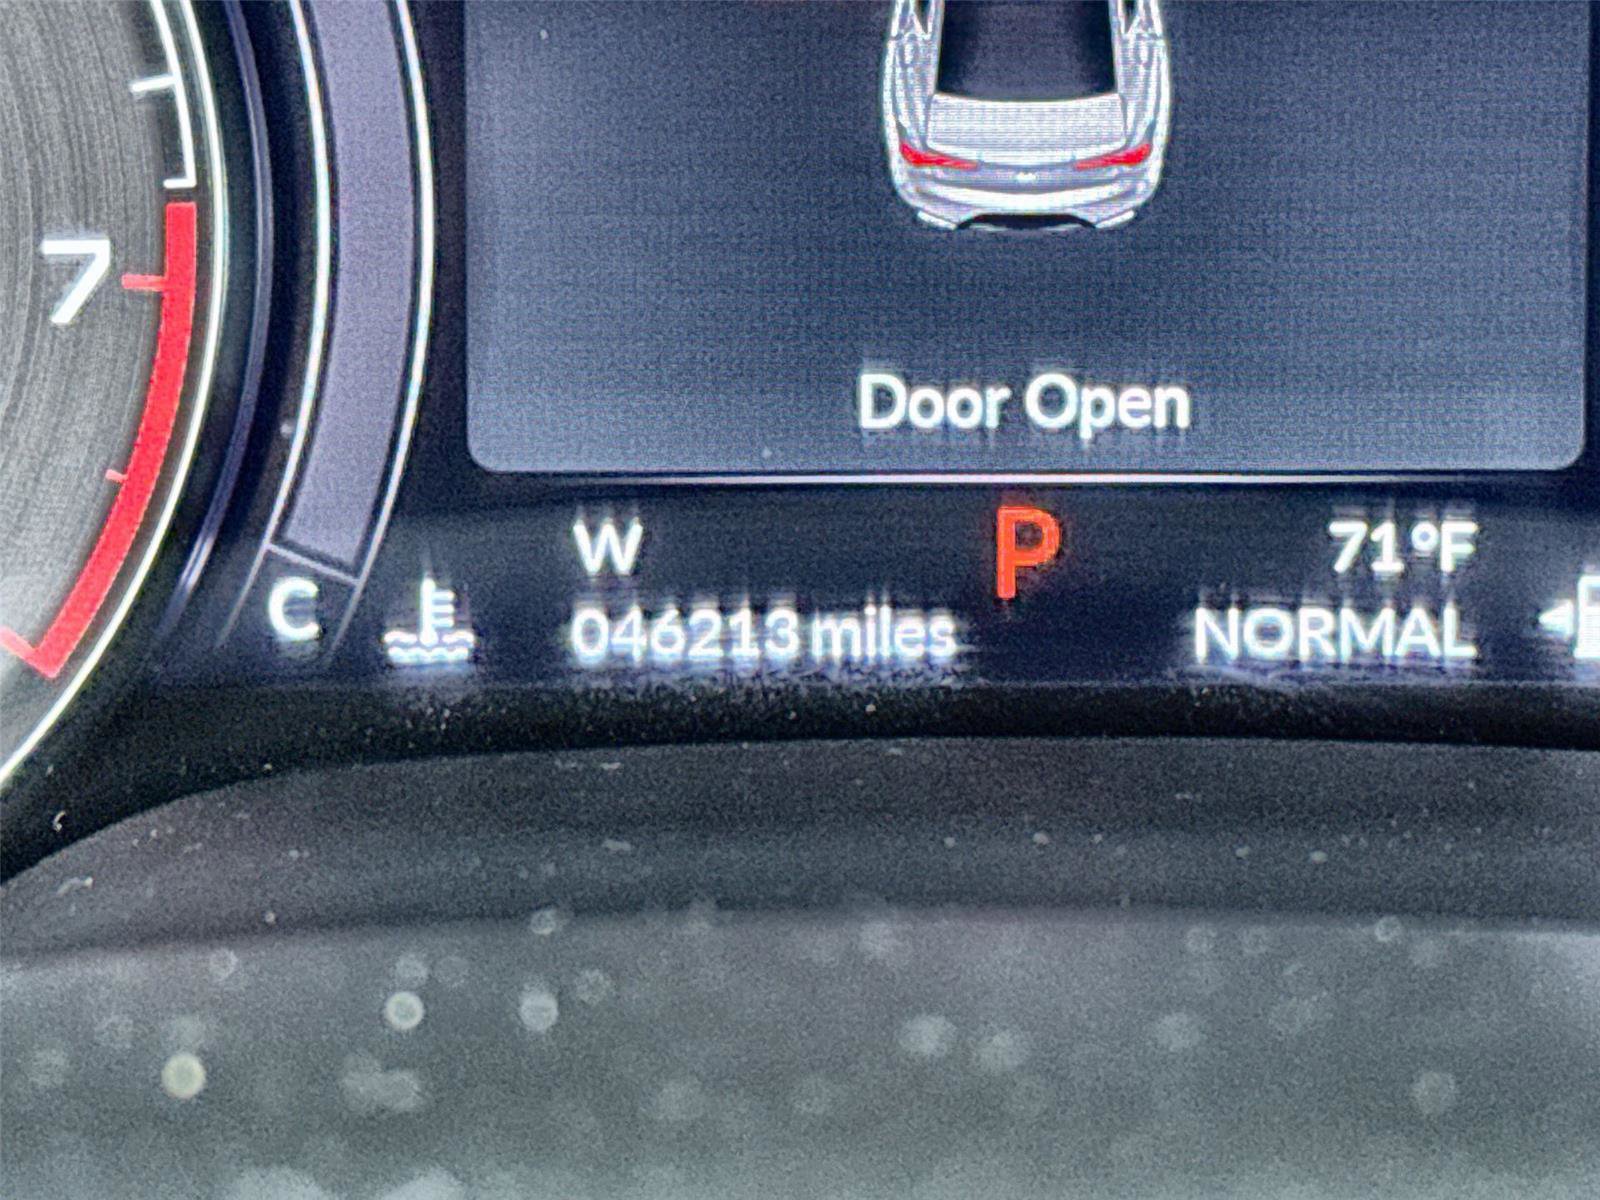 7
Door Open
W P 71°F
C 046213 miles NORMAL